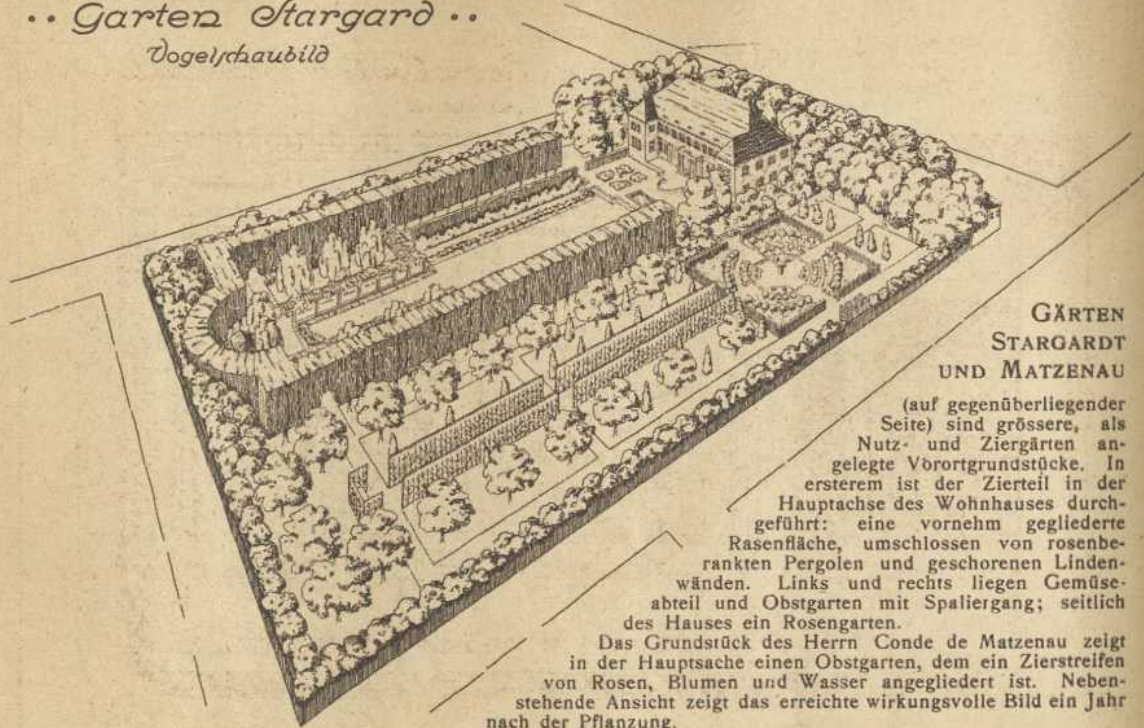 •• Garten Stargard ••
Vogelschaubild
GÄRTEN
STARGARDT
UND MATZENAU
(auf gegenüberliegender
Seite) sind grössere, als
Nutz- und Ziergärten an-
gelegte Vorortgrundstücke. In
ersterem ist der Zierteil in der
Hauptachse des Wohnhauses durch-
geführt: eine vornehm gegliederte
Rasenfläche, umschlossen von rosenbe-
rankten Pergolen und geschorenen Linden-
wänden. Links und rechts liegen Gemüse-
abteil und Obstgarten mit Spaliergang; seitlich
des Hauses ein Rosengarten.
Das Grundstück des Herrn Conde de Matzenau zeigt
in der Hauptsache einen Obstgarten, dem ein Zierstreifen
von Rosen, Blumen und Wasser angegliedert ist. Neben-
stehende Ansicht zeigt das erreichte wirkungsvolle Bild ein Jahr
nach der Pflanzung.